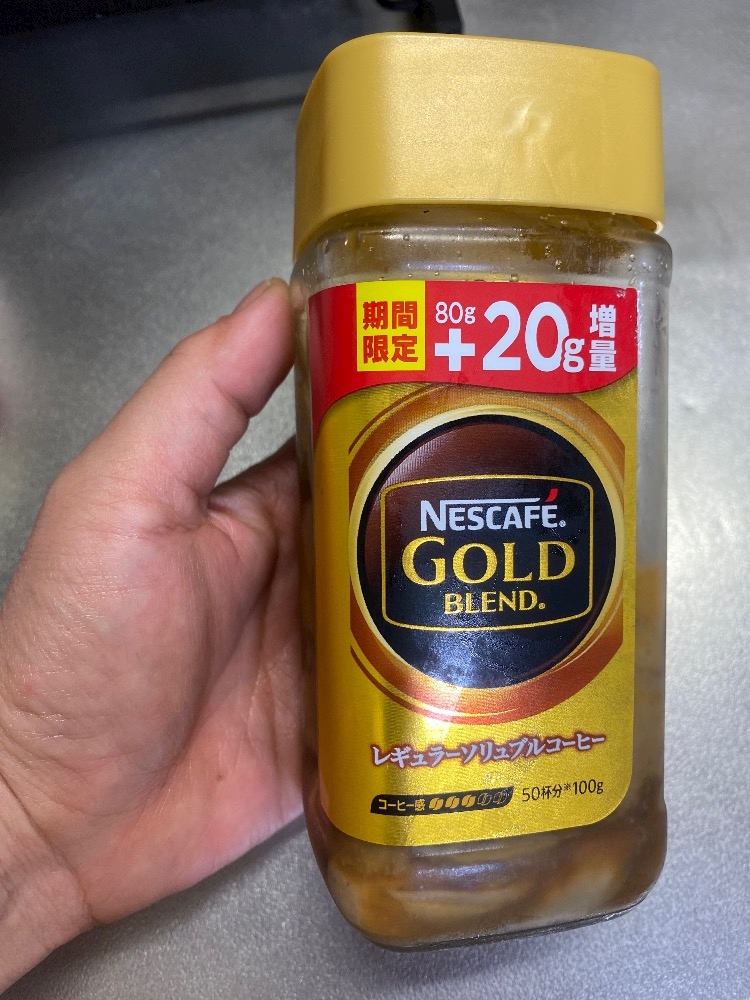 期間
限定
80g
+20g
増量
NESCAFÉ®
GOLD
BLEND®
レギュラーソリュブルコーヒー
コーヒー感
50杯分※100g